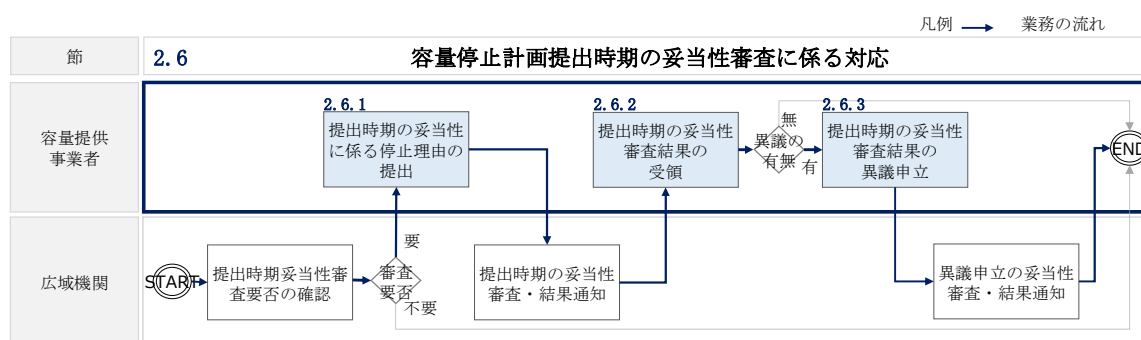 凡例 業務の流れ
節
2.6 容量停止計画提出時期の妥当性審査に係る対応
容量提供
事業者
2.6.1
提出時期の妥当性
に係る停止理由の
提出
2.6.2
提出時期の妥当性
審査結果の
受領
無
異議の
有無
有
2.6.3
提出時期の妥当性
審査結果の
異議申立
END
広域機関
START
提出時期妥当性審
査要否の確認
要
審査
要否
不要
提出時期の妥当性
審査・結果通知
異議申立の妥当性
審査・結果通知